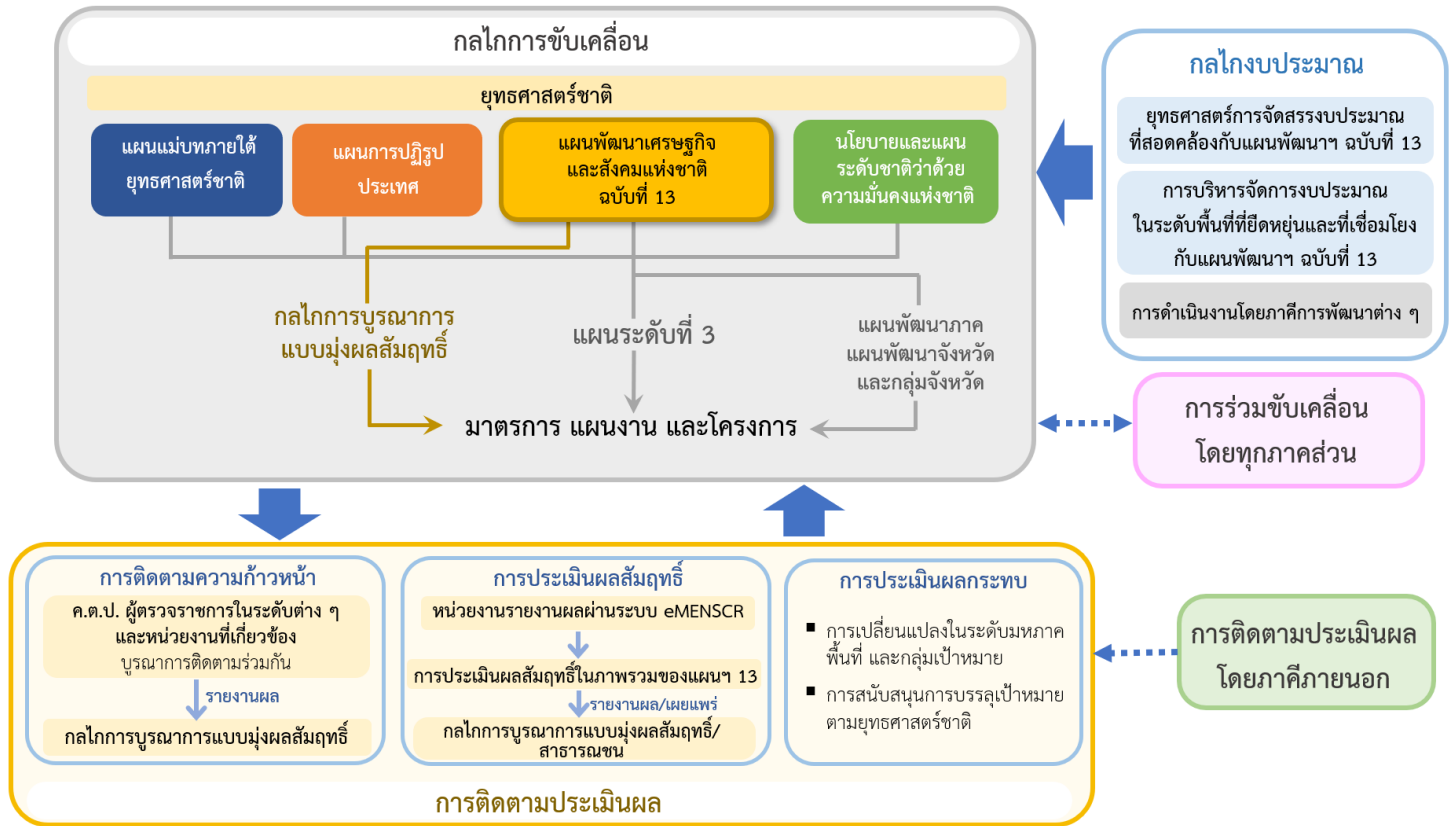 กลไกการขับเคลื่อน
ยุทธศาสตร์ชาติ
แผนแม่บทภายใต้
ยุทธศาสตร์ชาติ
แผนการปฏิรูป
ประเทศ
แผนพัฒนาเศรษฐกิจ
และสังคมแห่งชาติ
ฉบับที่ 13
นโยบายและแผน
ระดับชาติว่าด้วย
ความมั่นคงแห่งชาติ
กลไกการบูรณาการ
แบบมุ่งผลสัมฤทธิ์
แผนระดับที่ 3
แผนพัฒนาภาค
แผนพัฒนาจังหวัด
และกลุ่มจังหวัด
มาตรการ แผนงาน และโครงการ
กลไกงบประมาณ
ยุทธศาสตร์การจัดสรรงบประมาณ
ที่สอดคล้องกับแผนพัฒนาฯ ฉบับที่ 13
การบริหารจัดการงบประมาณ
ในระดับพื้นที่ที่ยืดหยุ่นและที่เชื่อมโยง
กับแผนพัฒนาฯ ฉบับที่ 13
การดำเนินงานโดยภาคีการพัฒนาต่าง ๆ
การร่วมขับเคลื่อน
โดยทุกภาคส่วน
การติดตามความก้าวหน้า
ค.ต.ป. ผู้ตรวจราชการในระดับต่าง ๆ
และหน่วยงานที่เกี่ยวข้อง
บูรณาการติดตามร่วมกัน
รายงานผล
กลไกการบูรณาการแบบมุ่งผลสัมฤทธิ์
การประเมินผลสัมฤทธิ์
หน่วยงานรายงานผลผ่านระบบ eMENSCR
การประเมินผลสัมฤทธิ์ในภาพรวมของแผนฯ 13
รายงานผล/เผยแพร่
กลไกการบูรณาการแบบมุ่งผลสัมฤทธิ์/
สาธารณชน
การประเมินผลกระทบ
▪ การเปลี่ยนแปลงในระดับมหภาค
พื้นที่ และกลุ่มเป้าหมาย
▪ การสนับสนุนการบรรลุเป้าหมาย
ตามยุทธศาสตร์ชาติ
การติดตามประเมินผล
โดยภาคีภายนอก
การติดตามประเมินผล